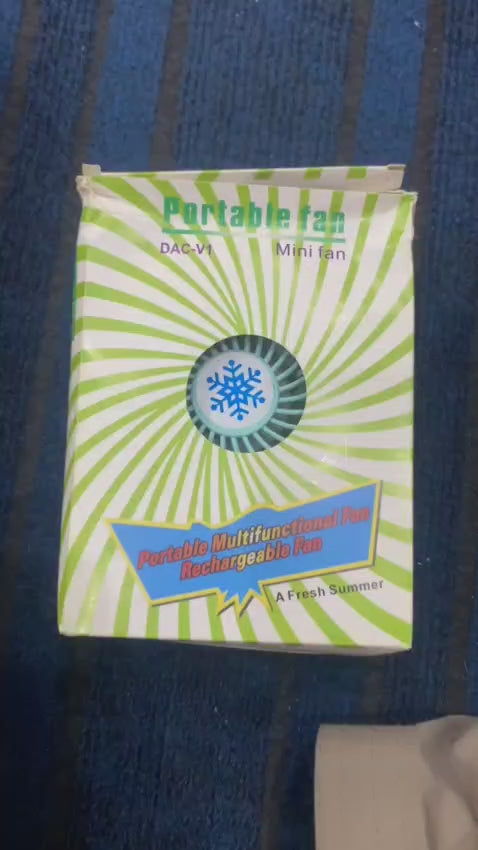 Portable fan
DAC-V1 Mini fan
Portable Multifunctional Fan
Rechargeable Fan
A Fresh Summer